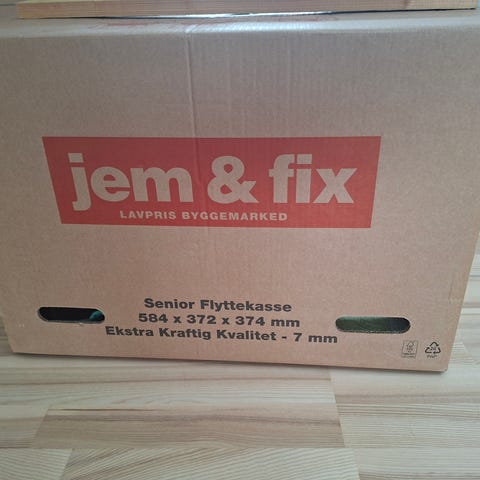 jem & fix
LAVPRIS BYGGEMARKED
Senior Flyttekasse
584 x 372 x 374 mm
Ekstra Kraftig Kvalitet - 7 mm